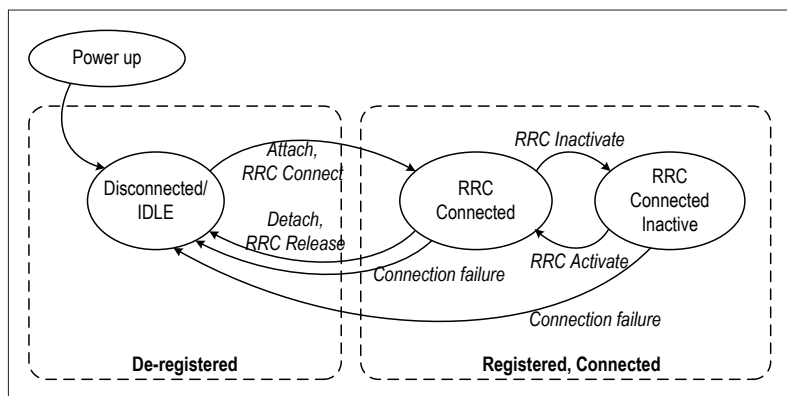 Power up
Attach,
RRC Connect
RRC Inactivate
Disconnected/
IDLE
RRC
Connected
RRC
Connected
Inactive
Detach,
RRC Release
RRC Activate
Connection failure
Connection failure
De-registered
Registered, Connected